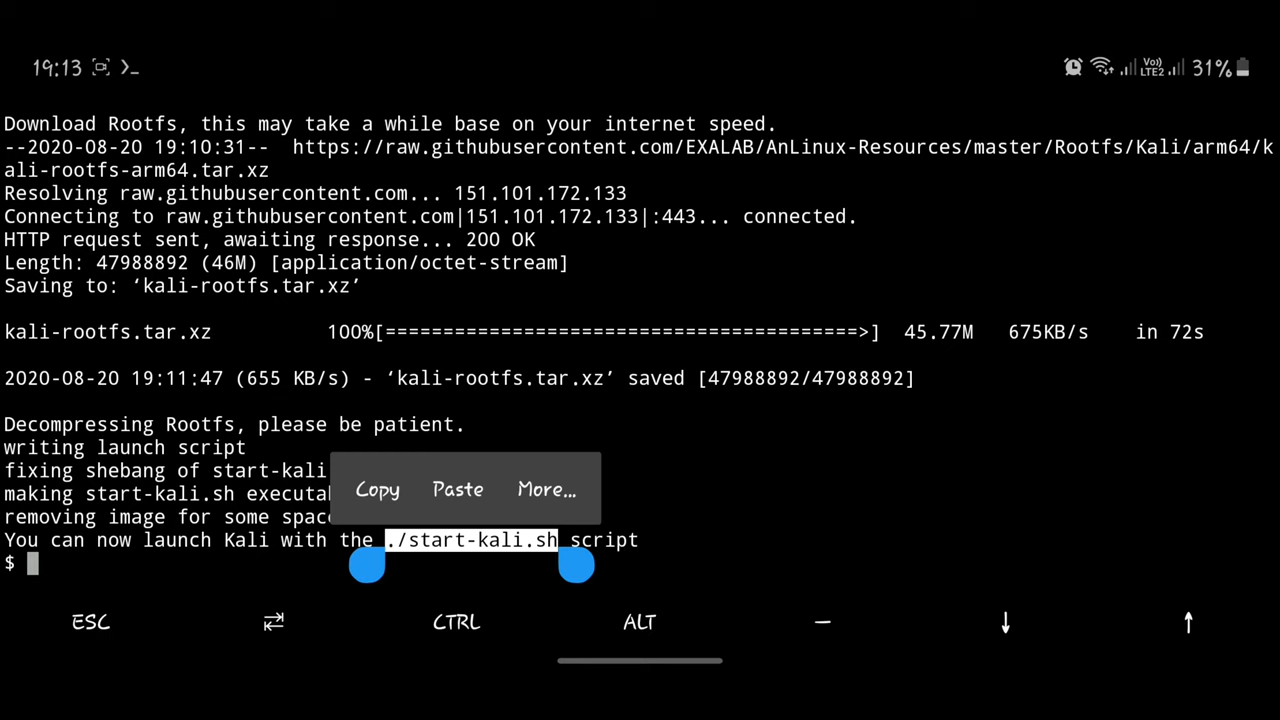 19:13 >_ Vo) LTE2 31%
Download Rootfs, this may take a while base on your internet speed.
--2020-08-20 19:10:31--  https://raw.githubusercontent.com/EXALAB/AnLinux-Resources/master/Rootfs/Kali/arm64/k
ali-rootfs-arm64.tar.xz
Resolving raw.githubusercontent.com... 151.101.172.133
Connecting to raw.githubusercontent.com|151.101.172.133|:443... connected.
HTTP request sent, awaiting response... 200 OK
Length: 47988892 (46M) [application/octet-stream]
Saving to: ‘kali-rootfs.tar.xz’
kali-rootfs.tar.xz          100%[=========================================>]  45.77M   675KB/s    in 72s
2020-08-20 19:11:47 (655 KB/s) - ‘kali-rootfs.tar.xz’ saved [47988892/47988892]
Decompressing Rootfs, please be patient.
writing launch script
fixing shebang of start-kali
making start-kali.sh executab
removing image for some space
Copy Paste More...
You can now launch Kali with the ./start-kali.sh script
$
ESC ⇄ CTRL ALT — ↓ ↑